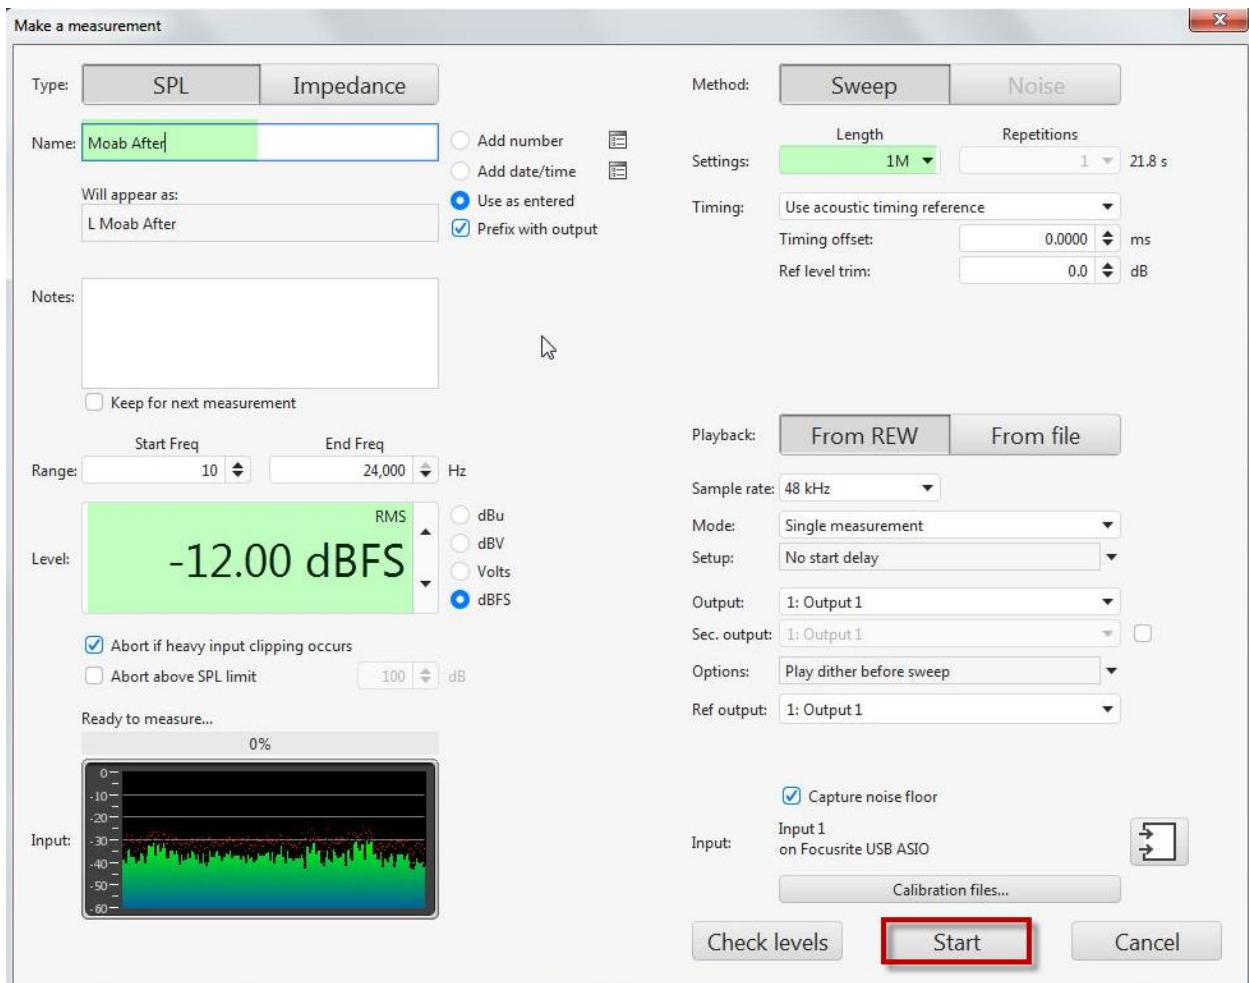 Make a measurement
x
Type:
SPL
Impedance
Name:
Moab After
Add number
Add date/time
Use as entered
Prefix with output
Will appear as:
L Moab After
Notes:
Keep for next measurement
Start Freq
End Freq
Range:
10
24,000
Hz
Level:
RMS
-12.00 dBFS
dBu
dBV
Volts
dBFS
Abort if heavy input clipping occurs
Abort above SPL limit
100
dB
Ready to measure...
0%
Input:
0
-10
-20
-30
-40
-50
-60
Method:
Sweep
Noise
Length
Repetitions
Settings:
1M
1
21.8 s
Timing:
Use acoustic timing reference
Timing offset:
0.0000
ms
Ref level trim:
0.0
dB
Playback:
From REW
From file
Sample rate:
48 kHz
Mode:
Single measurement
Setup:
No start delay
Output:
1: Output 1
Sec. output:
1: Output 1
Options:
Play dither before sweep
Ref output:
1: Output 1
Capture noise floor
Input:
Input 1
on Focusrite USB ASIO
Calibration files...
Check levels
Start
Cancel